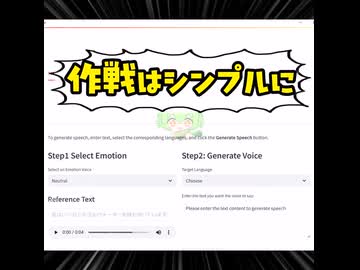 作戦はシンプルに
To generate speech, enter text, select the corresponding languages, and click the Generate Speech button.
Step1 Select Emotion
Select an Emotion Voice
Neutral
Reference Text
0:00 / 0:04
Step2: Generate Voice
Target Language
Chinese
Enter the text you want the voice to say:
Please enter the text content to generate speech